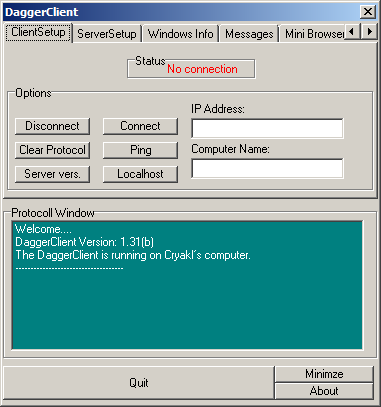 DaggerClient
ClientSetup ServerSetup Windows Info Messages Mini Browser
Status
No connection
Options
IP Address:
Disconnect Connect
Clear Protocol Ping
Computer Name:
Server vers. Localhost
Protocoll Window
Welcome....
DaggerClient Version: 1.31(b)
The DaggerClient is running on Cryakl´s computer.
------------------------------------
Quit
Minimze
About